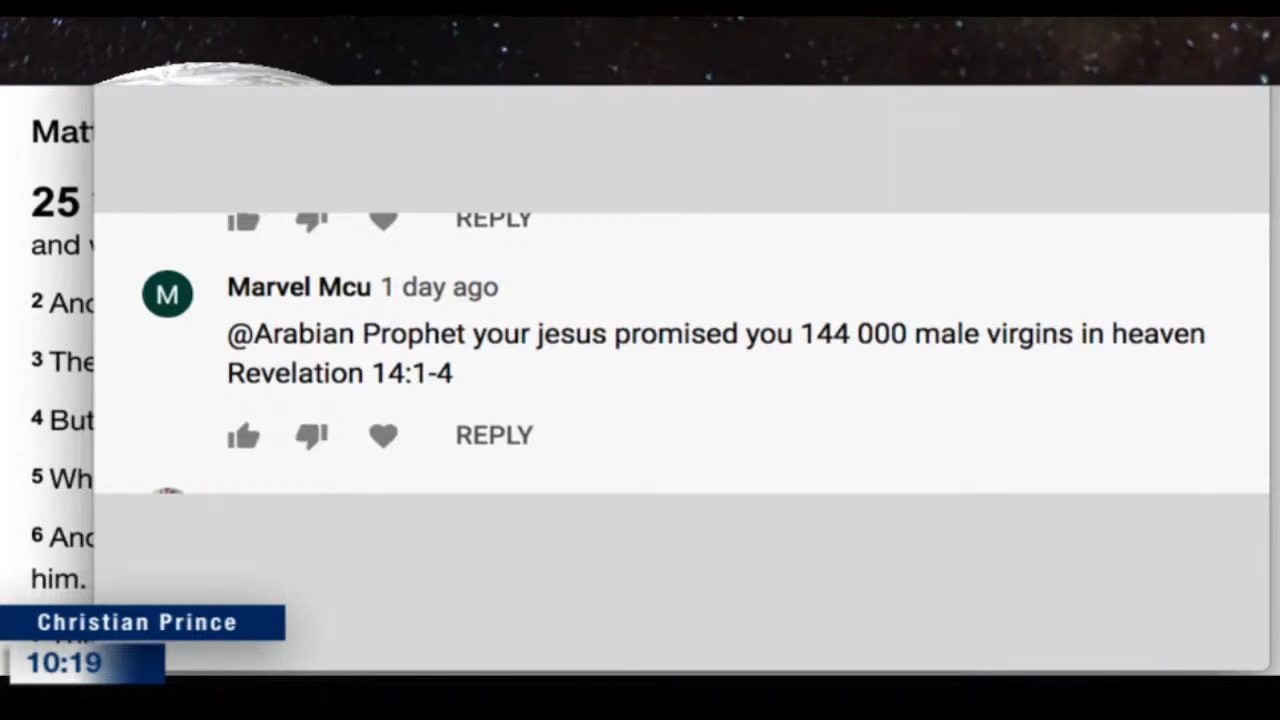 Mat
25
and
2 And
3 The
4 But
5 Wh
6 And
him.
REPLY
Marvel Mcu 1 day ago
@Arabian Prophet your jesus promised you 144 000 male virgins in heaven
Revelation 14:1-4
REPLY
M
Christian Prince
10:19